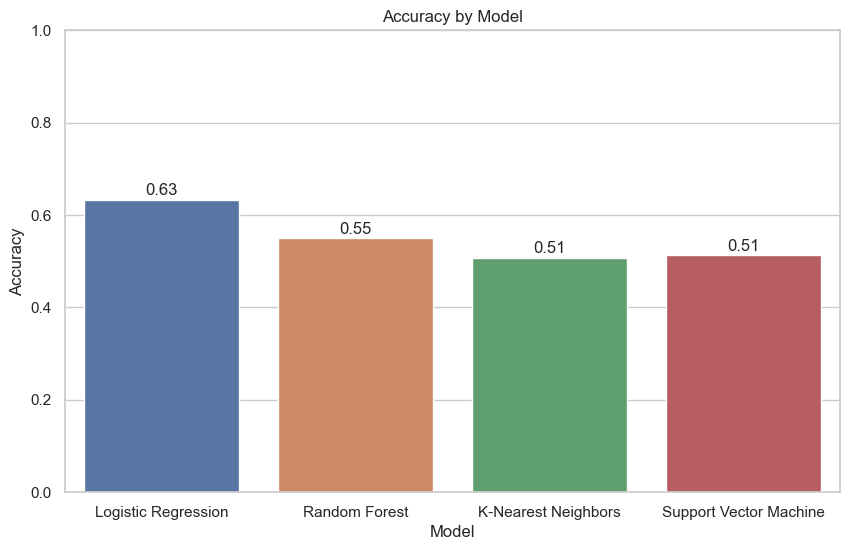 Accuracy by Model
1.0
0.8
0.6
0.4
0.2
0.0
Accuracy
0.63
0.55
0.51
0.51
Logistic Regression
Random Forest
K-Nearest Neighbors
Support Vector Machine
Model